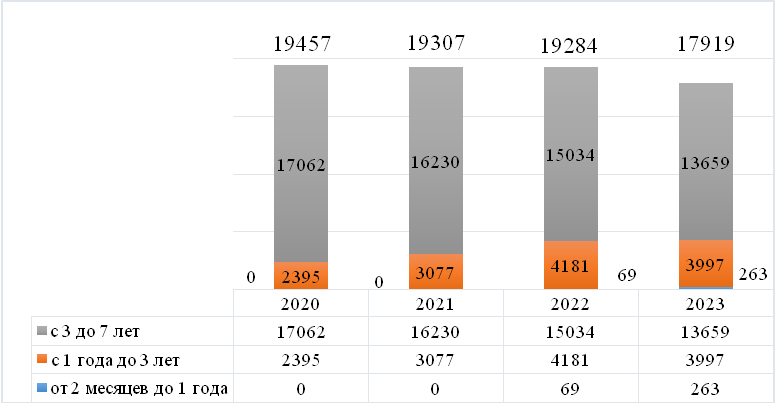 19457 19307 19284 17919
17062 16230 15034 13659
0 2395 0 3077 4181 69 3997 263
2020 2021 2022 2023
с 3 до 7 лет 17062 16230 15034 13659
с 1 года до 3 лет 2395 3077 4181 3997
от 2 месяцев до 1 года 0 0 69 263